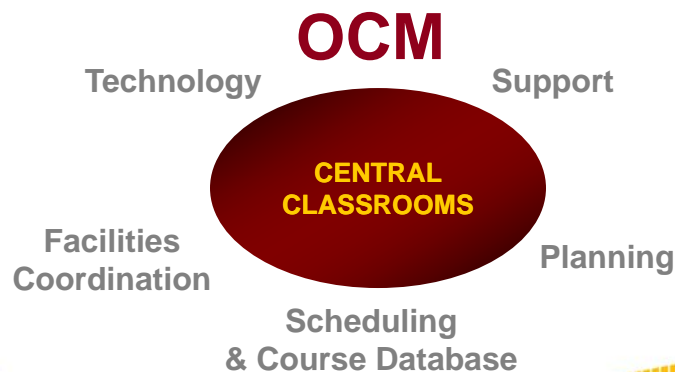 OCM
Technology
Support
CENTRAL
CLASSROOMS
Facilities
Coordination
Planning
Scheduling
& Course Database